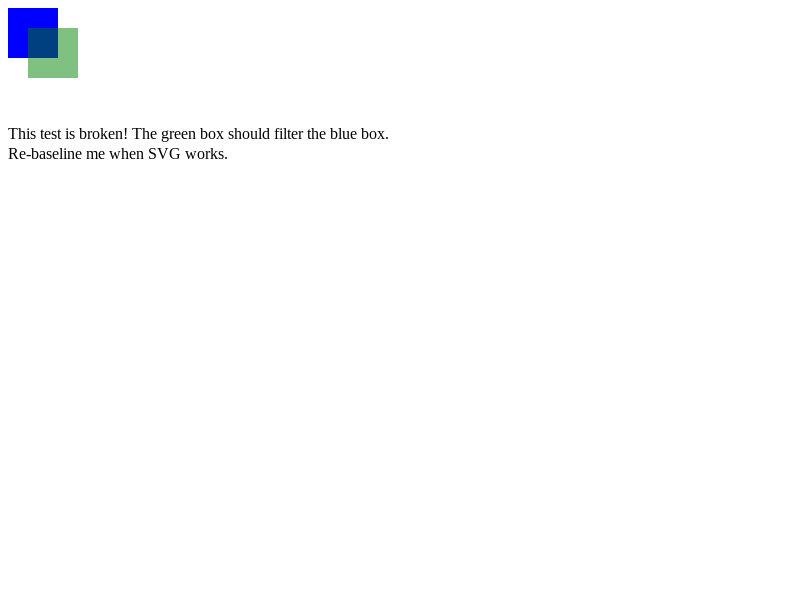 This test is broken! The green box should filter the blue box.
Re-baseline me when SVG works.